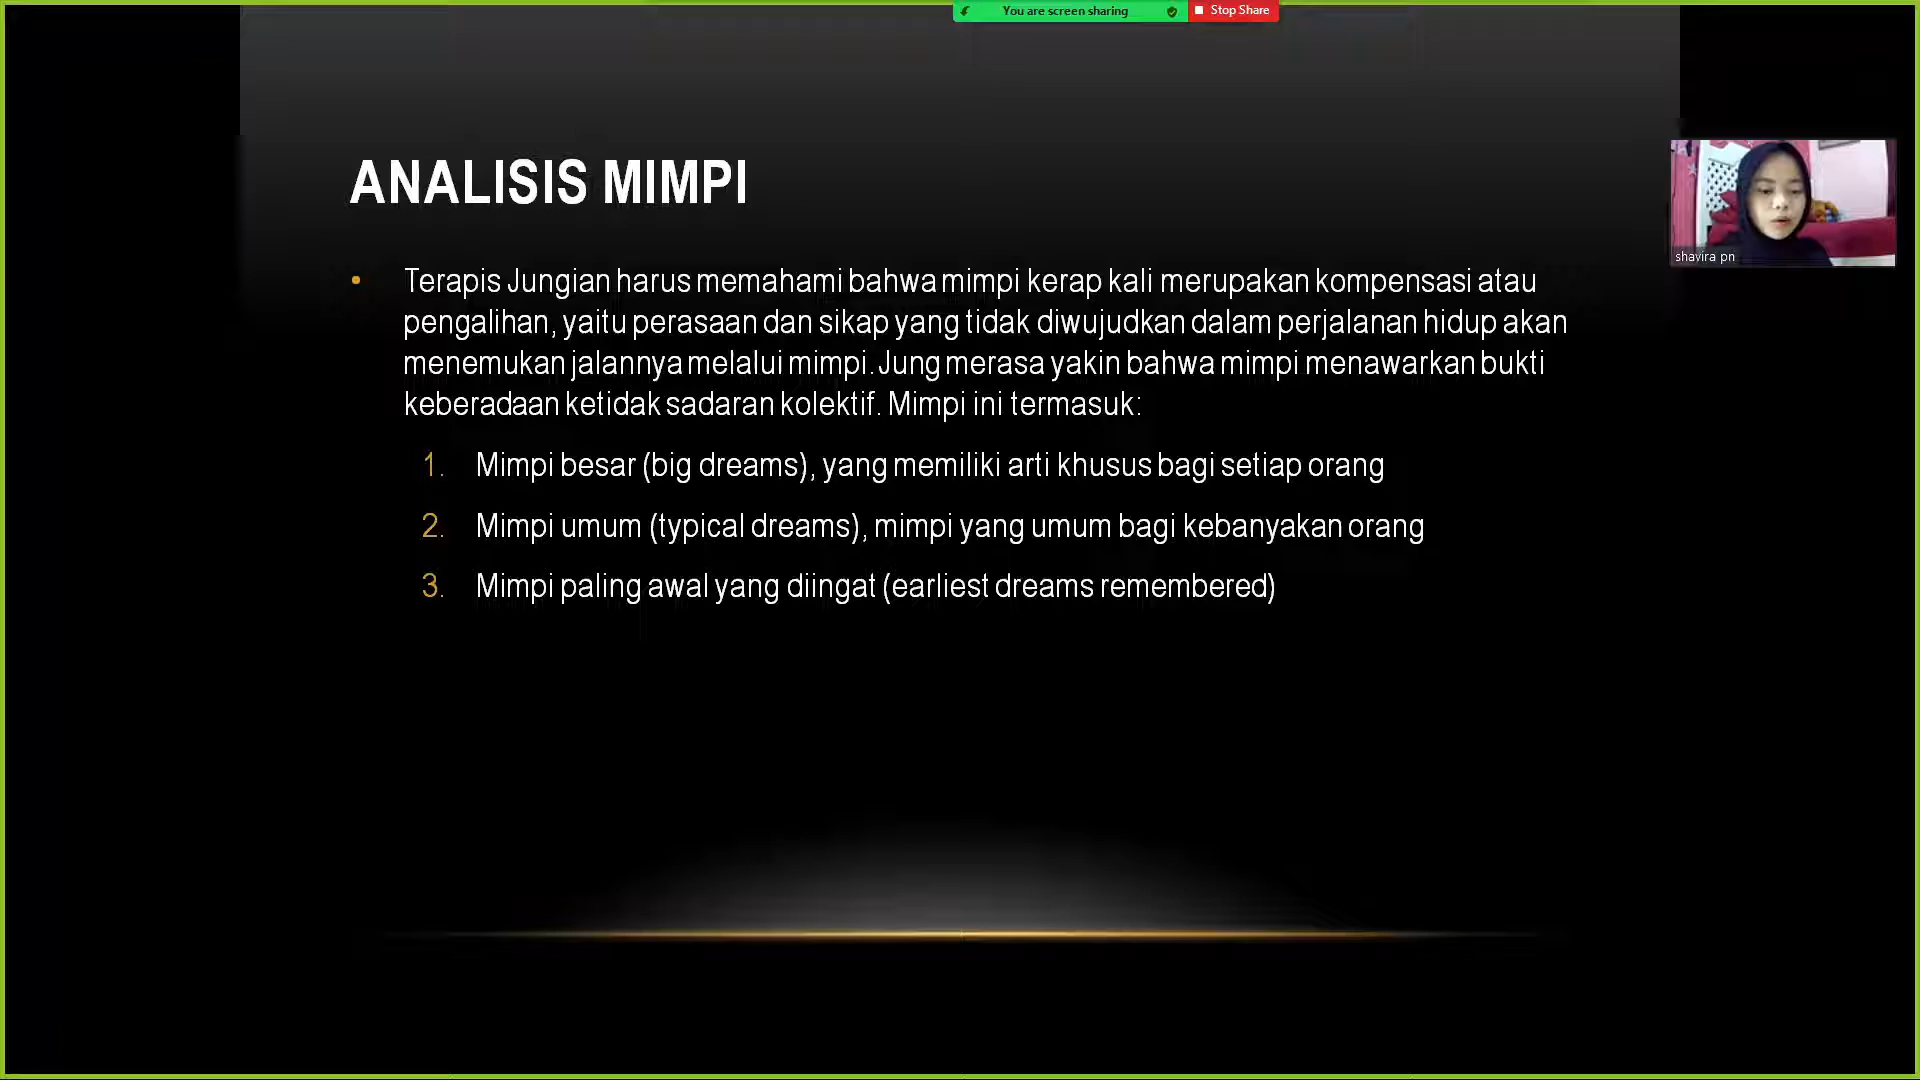 You are screen sharing
Stop Share
ANALISIS MIMPI
shavira pn
• Terapis Jungian harus memahami bahwa mimpi kerap kali merupakan kompensasi atau
pengalihan, yaitu perasaan dan sikap yang tidak diwujudkan dalam perjalanan hidup akan
menemukan jalannya melalui mimpi. Jung merasa yakin bahwa mimpi menawarkan bukti
keberadaan ketidak sadaran kolektif. Mimpi ini termasuk:
1. Mimpi besar (big dreams), yang memiliki arti khusus bagi setiap orang
2. Mimpi umum (typical dreams), mimpi yang umum bagi kebanyakan orang
3. Mimpi paling awal yang diingat (earliest dreams remembered)